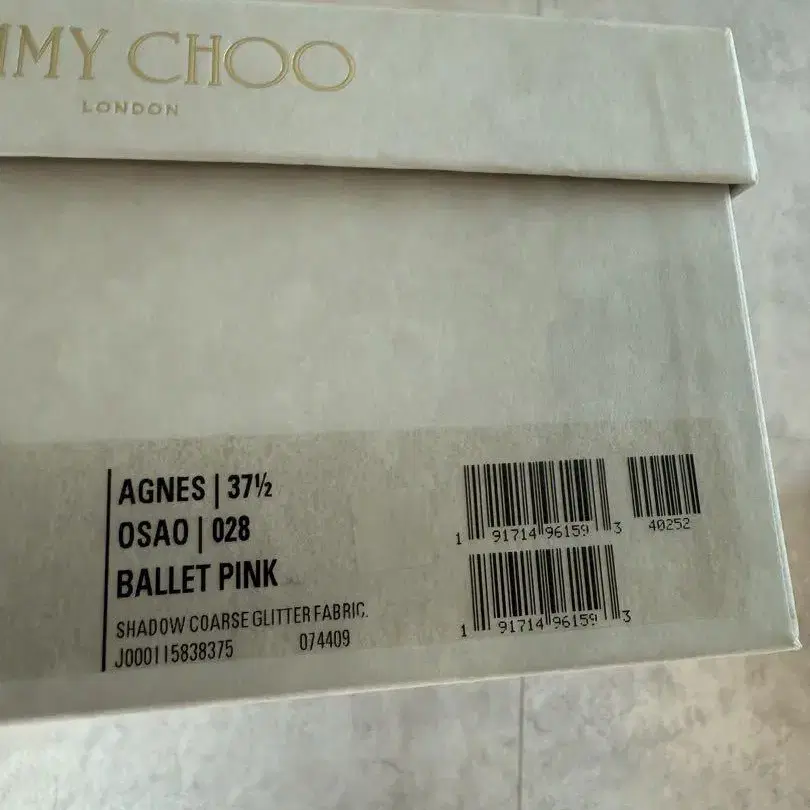 MMY CHOO
LONDON
AGNES | 37½
OSAO | 028
BALLET PINK
SHADOW COARSE GLITTER FABRIC.
J000115838375 074409
1 91714 96159 3
40252
1 91714 96159 3